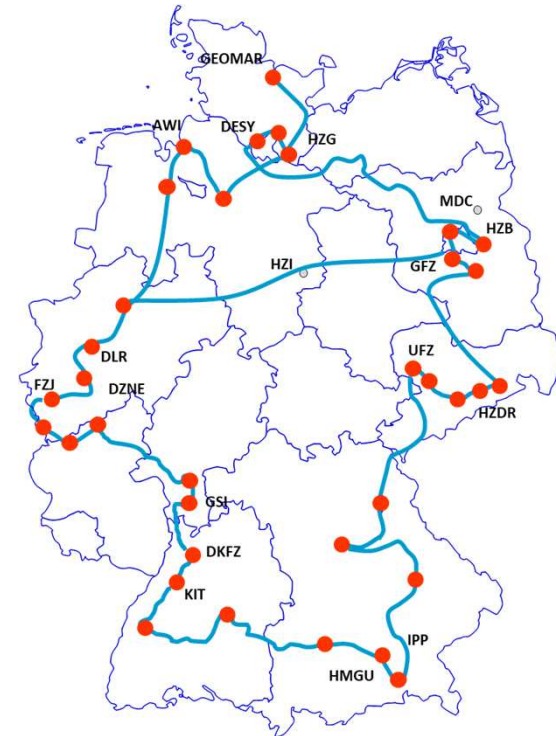 GEOMAR
AWI
DESY
HZG
MDC
HZB
HZI
GFZ
DLR
UFZ
FZJ
DZNE
HZDR
GSI
DKFZ
KIT
IPP
HMGU